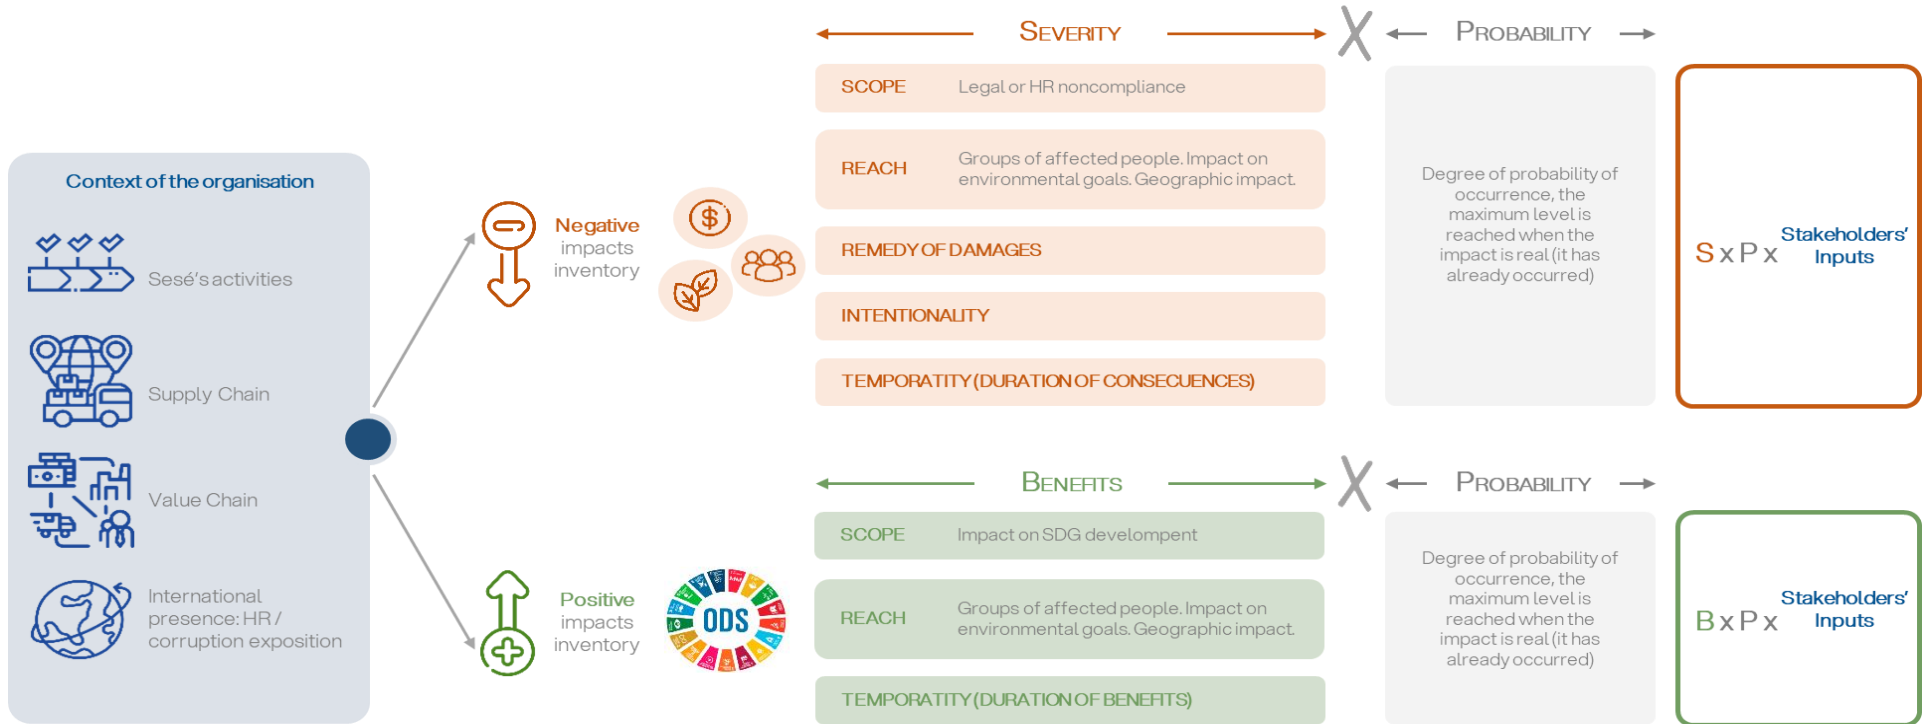 Context of the organisation
Sesé's activities
Supply Chain
Value Chain
International
presence: HR /
corruption exposition
Negative
impacts
inventory
SEVERITY
X
PROBABILITY
SCOPE Legal or HR noncompliance
REACH Groups of affected people. Impact on
environmental goals. Geographic impact.
REMEDY OF DAMAGES
INTENTIONALITY
TEMPORATITY (DURATION OF CONSECUENCES)
Degree of probability of
occurrence, the
maximum level is
reached when the
impact is real (it has
already occurred)
S x P x Stakeholders'
Inputs
Positive
impacts
inventory
ODS
BENEFITS
X
PROBABILITY
SCOPE Impact on SDG develompent
REACH Groups of affected people. Impact on
environmental goals. Geographic impact.
TEMPORATITY (DURATION OF BENEFITS)
Degree of probability of
occurrence, the
maximum level is
reached when the
impact is real (it has
already occurred)
B x P x Stakeholders'
Inputs